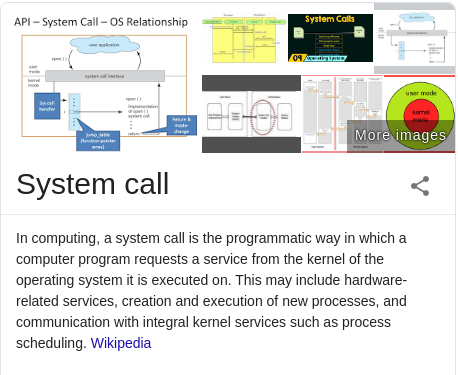 API – System Call – OS Relationship
user application
open ( )
user
mode
system call interface
kernel
mode
Sys call
handler
open ( )
Implementation
of open ( )
system call
return
Return &
mode-
change
jump_table
(function pointer
array)
System Calls
09 Operating System
user mode
kernel
mode
More images
System call
In computing, a system call is the programmatic way in which a
computer program requests a service from the kernel of the
operating system it is executed on. This may include hardware-
related services, creation and execution of new processes, and
communication with integral kernel services such as process
scheduling. Wikipedia